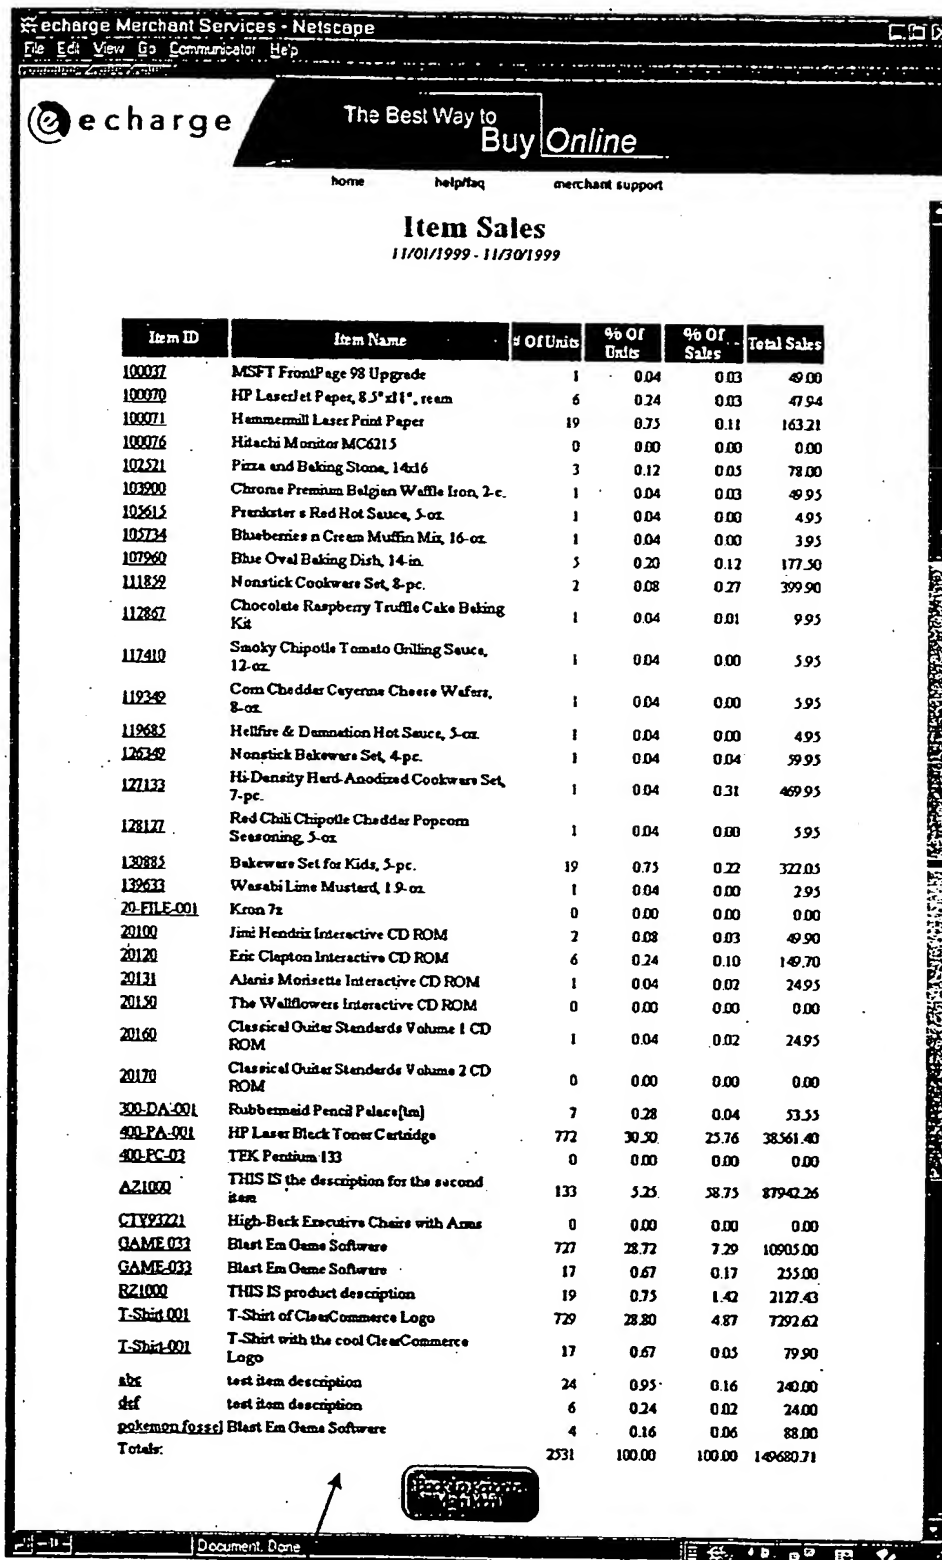 echarge Merchant Services - Netscape
File Edit View Go Communicator Help
echarge
The Best Way to
Buy Online
home help/faq merchant support
Item Sales
11/01/1999 - 11/30/1999
Item ID Item Name # Of Units % Of Units % Of Sales Total Sales
100037 MSFT FrontPage 98 Upgrade 1 0.04 0.03 49.00
100070 HP LaserJet Paper, 8.5"x11", ream 6 0.24 0.03 47.94
100071 Hammermill Laser Print Paper 19 0.75 0.11 163.21
100076 Hitachi Monitor MC6215 0 0.00 0.00 0.00
102521 Pizza and Baking Stone, 14x16 3 0.12 0.05 78.00
103900 Chrome Premium Belgian Waffle Iron, 2-c. 1 0.04 0.03 49.95
105615 Prankster s Red Hot Sauce, 5-oz. 1 0.04 0.00 4.95
105734 Blueberries n Cream Muffin Mix, 16-oz. 1 0.04 0.00 3.95
107960 Blue Oval Baking Dish, 14-in. 5 0.20 0.12 177.50
111859 Nonstick Cookware Set, 8-pc. 2 0.08 0.27 399.90
112867 Chocolate Raspberry Truffle Cake Baking
Kit 1 0.04 0.01 9.95
117410 Smoky Chipotle Tomato Grilling Sauce,
12-oz. 1 0.04 0.00 5.95
119349 Corn Cheddar Cayenne Cheese Wafers,
8-oz. 1 0.04 0.00 5.95
119685 Hellfire & Damnation Hot Sauce, 5-oz. 1 0.04 0.00 4.95
126349 Nonstick Bakeware Set, 4-pc. 1 0.04 0.04 59.95
127133 Hi-Density Hard-Anodized Cookware Set,
7-pc. 1 0.04 0.31 469.95
128127 Red Chili Chipotle Cheddar Popcorn
Seasoning, 5-oz 1 0.04 0.00 5.95
130885 Bakeware Set for Kids, 5-pc. 19 0.75 0.22 322.05
139633 Wasabi Lime Mustard, 1.9-oz. 1 0.04 0.00 2.95
20-FILE-001 Kron 7z 0 0.00 0.00 0.00
20100 Jimi Hendrix Interactive CD ROM 2 0.08 0.03 49.90
20120 Eric Clapton Interactive CD ROM 6 0.24 0.10 149.70
20131 Alanis Morisette Interactive CD ROM 1 0.04 0.02 24.95
20150 The Wallflowers Interactive CD ROM 0 0.00 0.00 0.00
20160 Classical Guitar Standards Volume 1 CD
ROM 1 0.04 0.02 24.95
20170 Classical Guitar Standards Volume 2 CD
ROM 0 0.00 0.00 0.00
300-DA-001 Rubbermaid Pencil Palace[tm] 7 0.28 0.04 53.55
400-PA-001 HP Laser Black Toner Cartridge 772 30.50 25.76 38561.40
400-PC-03 TEK Pentium 133 0 0.00 0.00 0.00
AZ1000 THIS IS the description for the second
item 133 5.25 58.75 87942.26
CTY93221 High-Back Executive Chairs with Arms 0 0.00 0.00 0.00
GAME 033 Blast Em Game Software 727 28.72 7.29 10905.00
GAME-033 Blast Em Game Software 17 0.67 0.17 255.00
RZ1000 THIS IS product description 19 0.75 1.42 2127.43
T-Shirt 001 T-Shirt of ClearCommerce Logo 729 28.80 4.87 7292.62
T-Shirt-001 T-Shirt with the cool ClearCommerce
Logo 17 0.67 0.05 79.90
abc test item description 24 0.95 0.16 240.00
def test item description 6 0.24 0.02 24.00
pokemon fossel Blast Em Game Software 4 0.16 0.06 88.00
Totals: 2531 100.00 100.00 149680.71
Document: Done